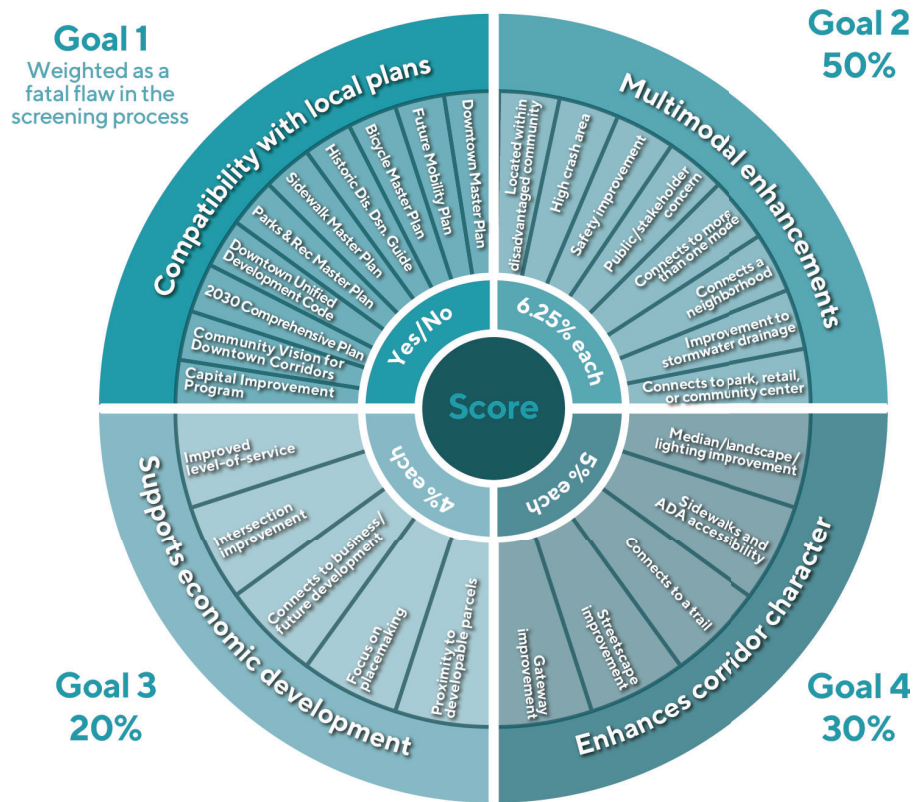 Goal 1
Weighted as a
fatal flaw in the
screening process
Compatibility with local plans
Capital Improvement
Program
Community Vision for
Downtown Corridors
2030 Comprehensive Plan
Downtown Unified
Development Code
Parks & Rec Master Plan
Sidewalk Master Plan
Historic Dis. Dsn. Guide
Bicycle Master Plan
Future Mobility Plan
Downtown Master Plan
Yes/No
Goal 2
50%
Multimodal enhancements
Located within
disadvantaged community
High crash area
Safety improvement
Public/stakeholder
concern
Connects to more
than one mode
Connects a
neighborhood
Improvement to
stormwater drainage
Connects to park, retail,
or community center
6.25% each
Score
Goal 3
20%
Supports economic development
Improved
level-of-service
Intersection
improvement
Connects to business/
future development
Focus on
placemaking
Proximity to
developable parcels
4% each
Goal 4
30%
Enhances corridor character
Median/landscape/
lighting improvement
Sidewalks and
ADA accessibility
Connects to a trail
Streetscape
improvement
Gateway
improvement
5% each